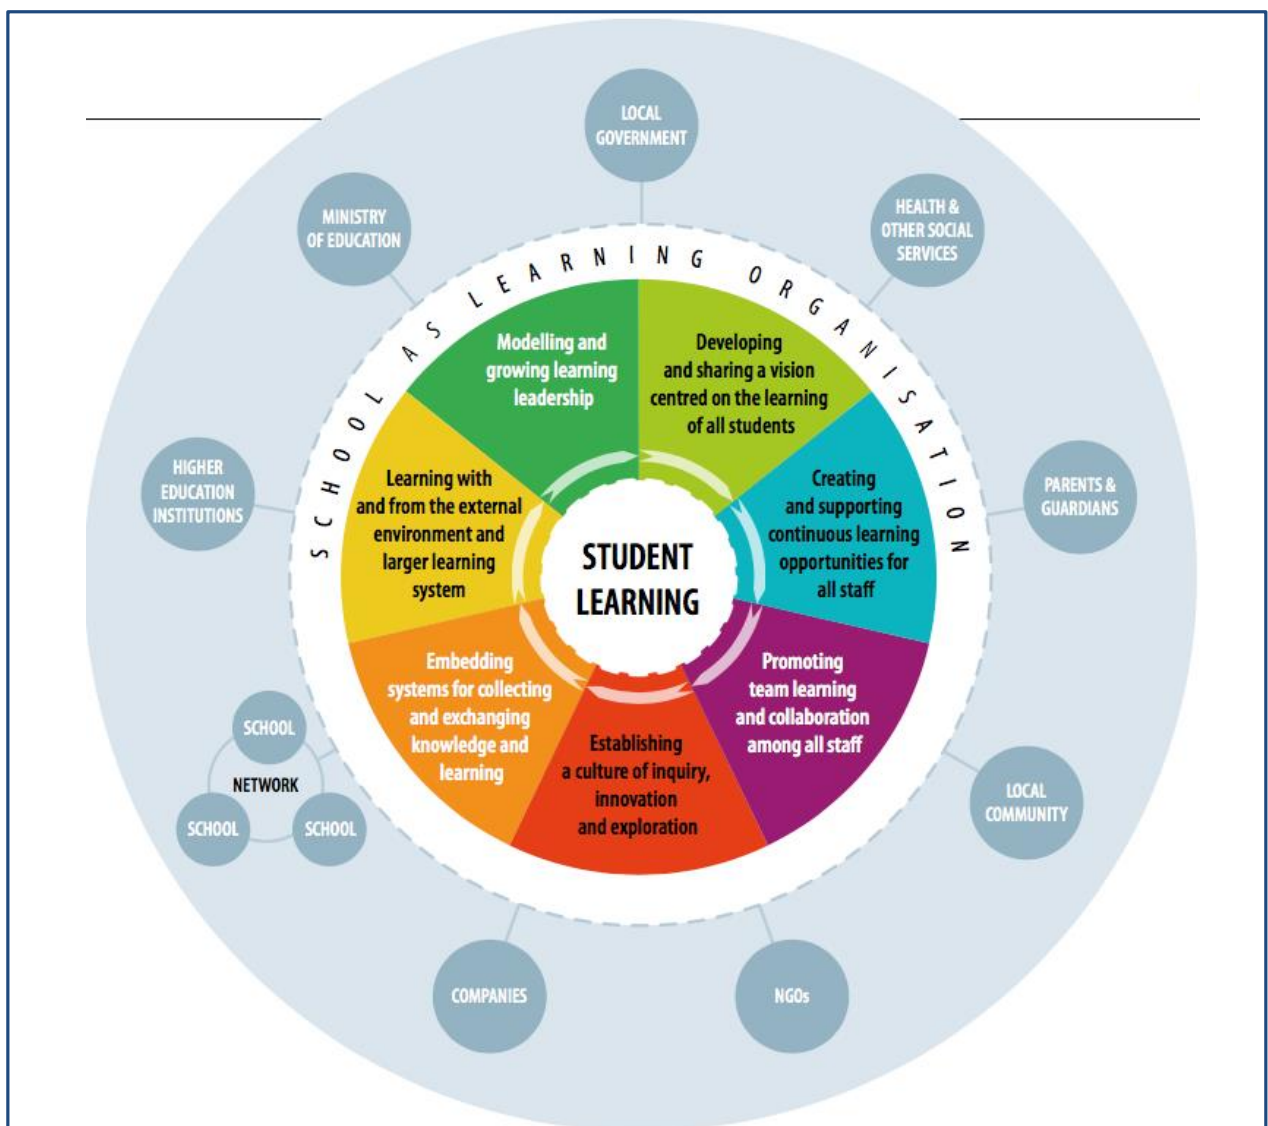 LOCAL
GOVERNMENT
MINISTRY
OF EDUCATION
HEALTH &
OTHER SOCIAL
SERVICES
SCHOOL AS LEARNING ORGANISATION
Modelling and
growing learning
leadership
Developing
and sharing a vision
centred on the learning
of all students
HIGHER
EDUCATION
INSTITUTIONS
Learning with
and from the external
environment and
larger learning
system
STUDENT
LEARNING
Creating
and supporting
continuous learning
opportunities for
all staff
PARENTS &
GUARDIANS
Embedding
systems for collecting
and exchanging
knowledge and
learning
Establishing
a culture of inquiry,
innovation
and exploration
Promoting
team learning
and collaboration
among all staff
SCHOOL
NETWORK
SCHOOL
SCHOOL
LOCAL
COMMUNITY
COMPANIES
NGOs